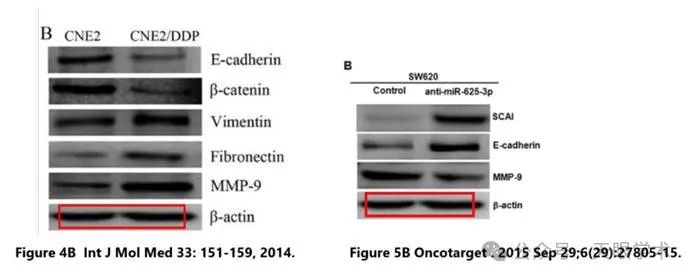 B
CNE2 CNE2/DDP
E-cadherin
β-catenin
Vimentin
Fibronectin
MMP-9
β-actin
Figure 4B Int J Mol Med 33: 151-159, 2014.
B
SW620
Control anti-miR-625-3p
SCAI
E-cadherin
MMP-9
β-actin
Figure 5B Oncotarget . 2015 Sep 29;6(29):27805-15.